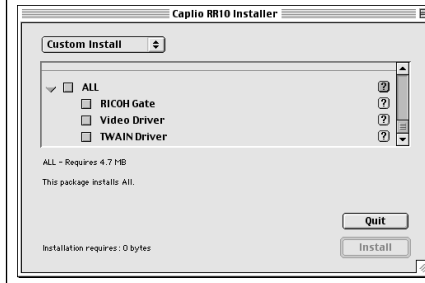 Caplio RR10 Installer
Custom Install
ALL
RICOH Gate
Video Driver
TWAIN Driver
ALL - Requires 4.7 MB
This package installs All.
Quit
Installation requires: 0 bytes
Install